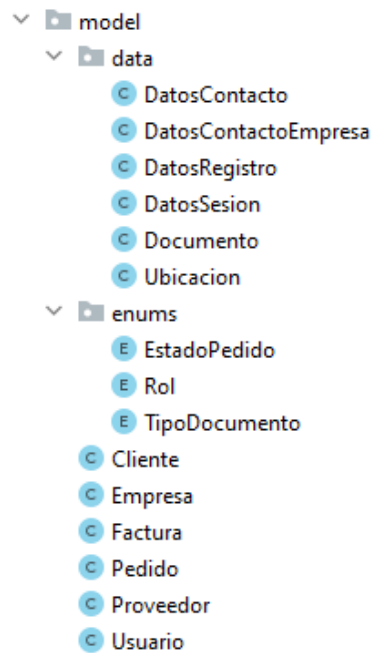 model
data
C DatosContacto
C DatosContactoEmpresa
C DatosRegistro
C DatosSesion
C Documento
C Ubicacion
enums
E EstadoPedido
E Rol
E TipoDocumento
C Cliente
C Empresa
C Factura
C Pedido
C Proveedor
C Usuario